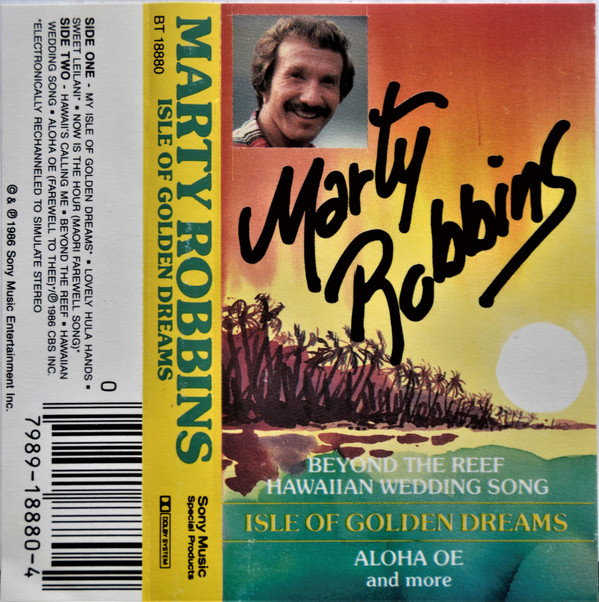 SIDE ONE - MY ISLE OF GOLDEN DREAMS* • LOVELY HULA HANDS •
SWEET LEILANI* • NOW IS THE HOUR (MAORI FAREWELL SONG)*
SIDE TWO - HAWAII'S CALLING ME • BEYOND THE REEF • HAWAIIAN
WEDDING SONG • ALOHA OE (FAREWELL TO THEE)*/℗1986 CBS INC.
*ELECTRONICALLY RECHANNELED TO SIMULATE STEREO
© & ℗ 1986 Sony Music Entertainment Inc.
0
7989-18880-4
BT 18880
MARTY ROBBINS
ISLE OF GOLDEN DREAMS
Sony Music
Special Products
DOLBY SYSTEM
Marty
Robbins
BEYOND THE REEF
HAWAIIAN WEDDING SONG
ISLE OF GOLDEN DREAMS
ALOHA OE
and more